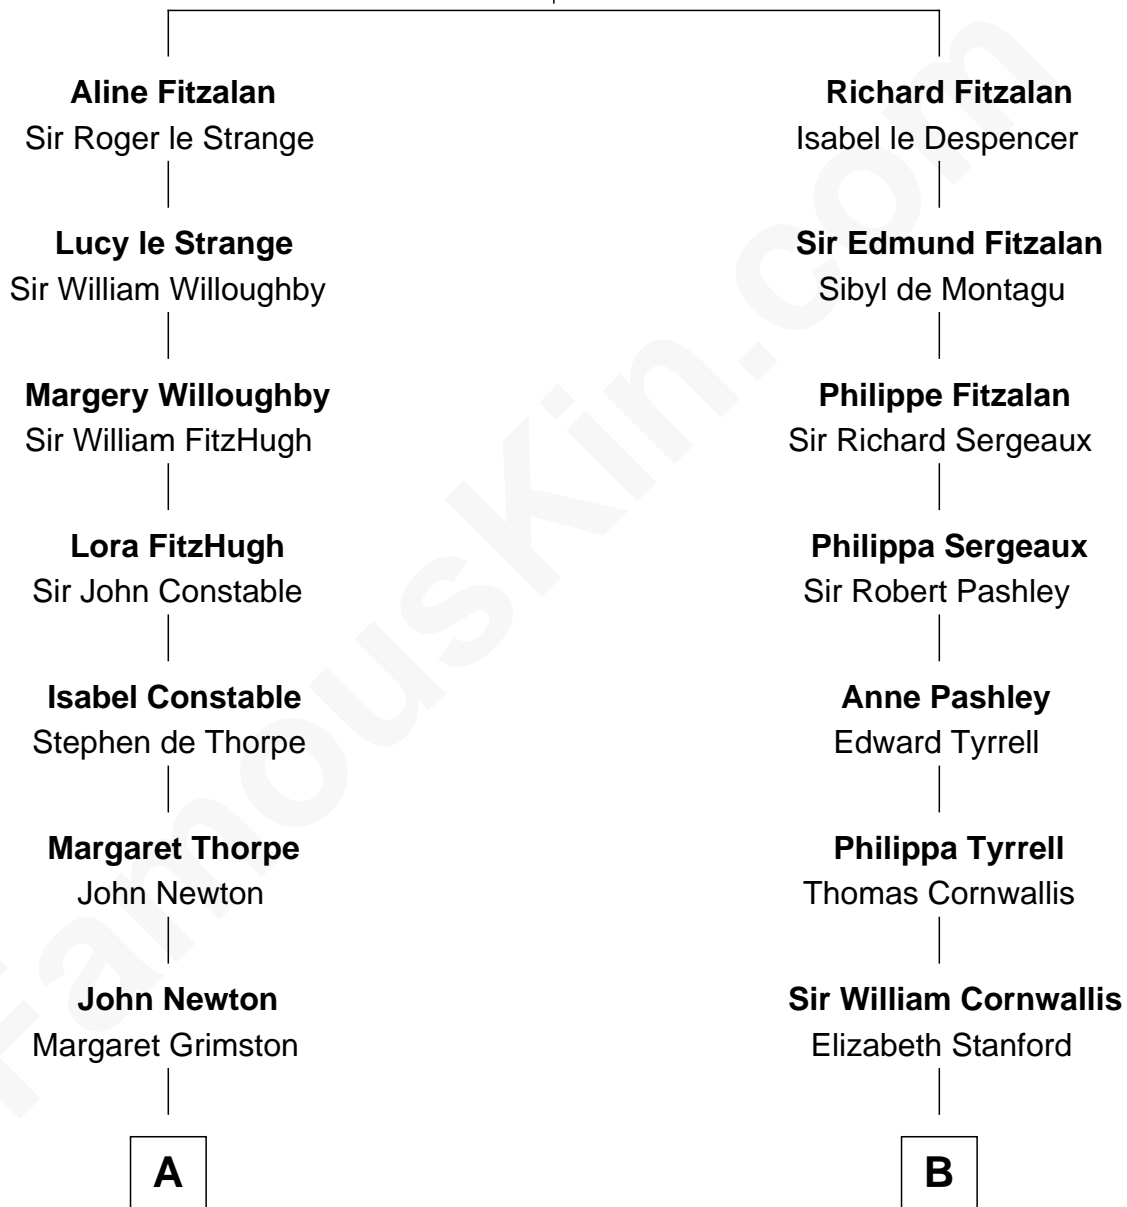 Aline Fitzalan
Sir Roger le Strange
Lucy le Strange
Sir William Willoughby
Margery Willoughby
Sir William FitzHugh
Lora FitzHugh
Sir John Constable
Isabel Constable
Stephen de Thorpe
Margaret Thorpe
John Newton
John Newton
Margaret Grimston
A
Richard Fitzalan
Isabel le Despencer
Sir Edmund Fitzalan
Sibyl de Montagu
Philippe Fitzalan
Sir Richard Sergeaux
Philippa Sergeaux
Sir Robert Pashley
Anne Pashley
Edward Tyrrell
Philippa Tyrrell
Thomas Cornwallis
Sir William Cornwallis
Elizabeth Stanford
B
FamousKin.com